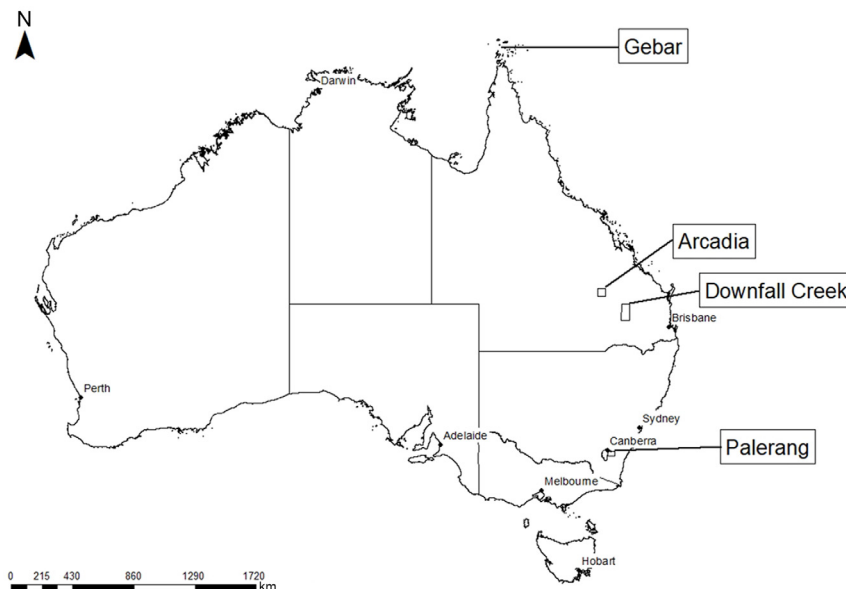 N
Gebar
Darwin
Arcadia
Downfall Creek
Brisbane
Perth
Sydney
Adelaide
Canberra
Palerang
Melbourne
Hobart
0 215 430 860 1290 1720
km